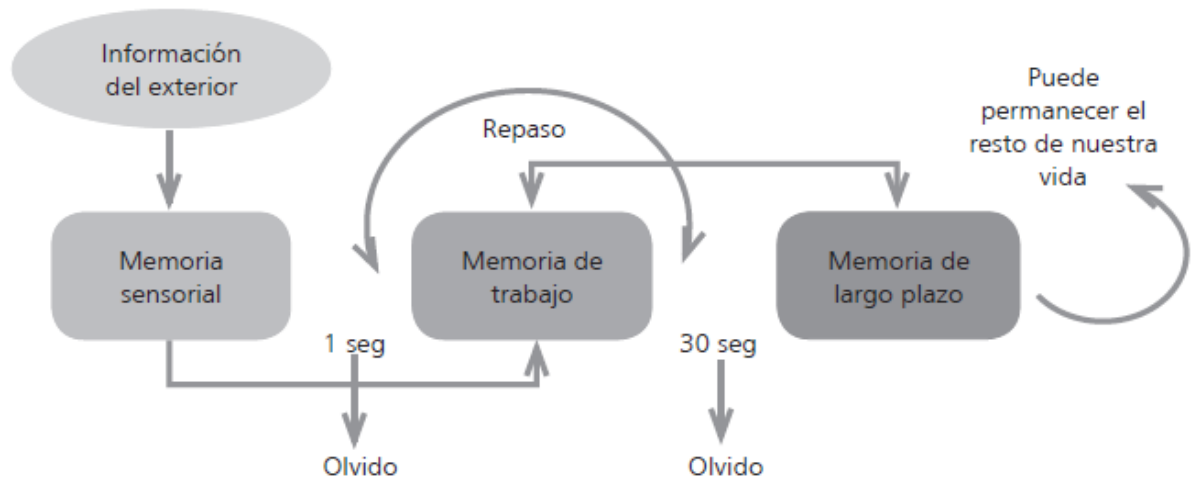 Información
del exterior
Puede
permanecer el
resto de nuestra
vida
Repaso
Memoria
sensorial
Memoria de
trabajo
Memoria de
largo plazo
1 seg
30 seg
Olvido
Olvido